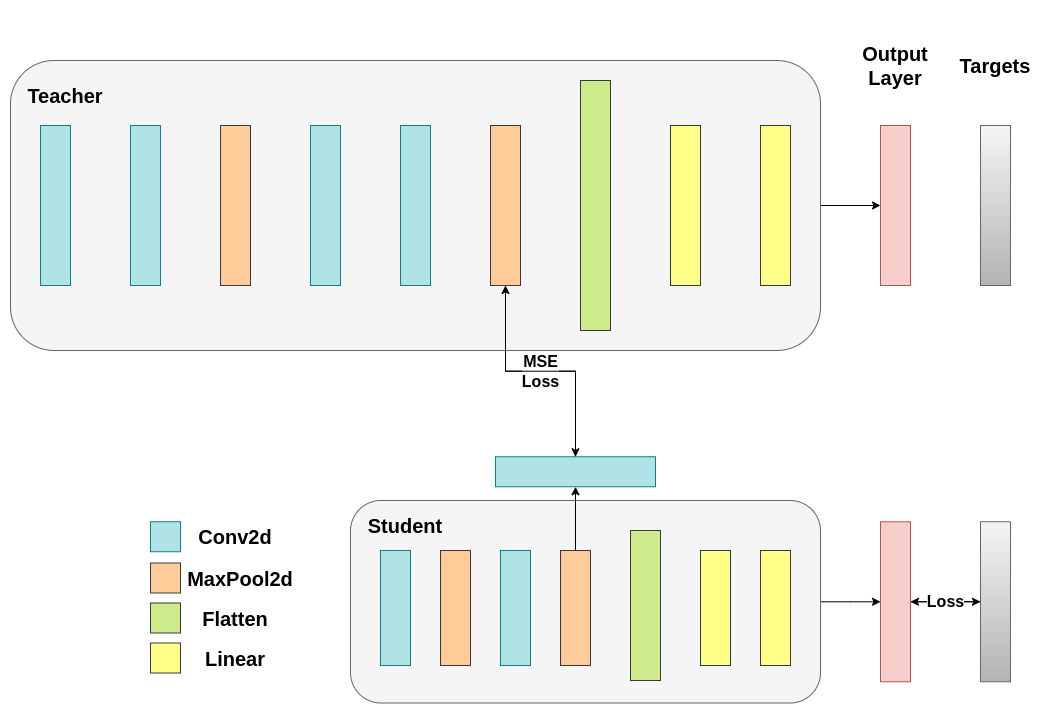 Output
Layer
Targets
Teacher
MSE
Loss
Student
Conv2d
MaxPool2d
Flatten
Linear
Loss